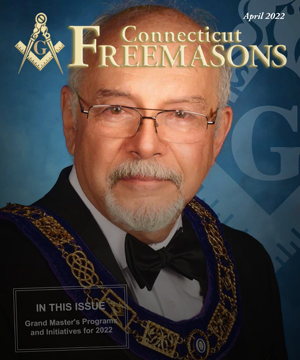 April 2022
Connecticut
FREEMASONS
G
G
IN THIS ISSUE
Grand Master's Programs
and Initiatives for 2022